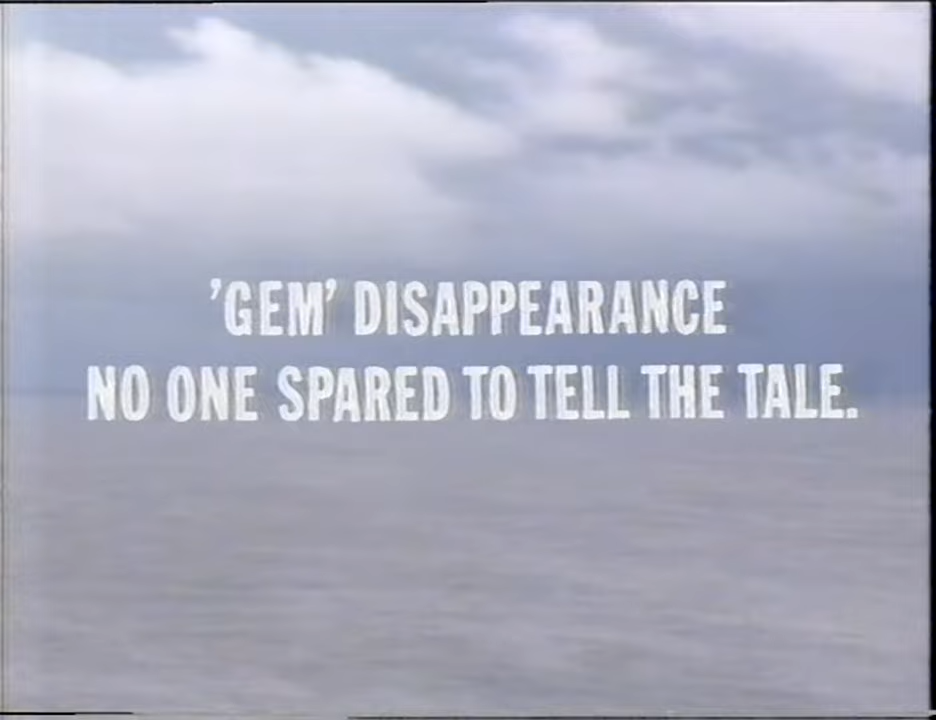 'GEM' DISAPPEARANCE
NO ONE SPARED TO TELL THE TALE.